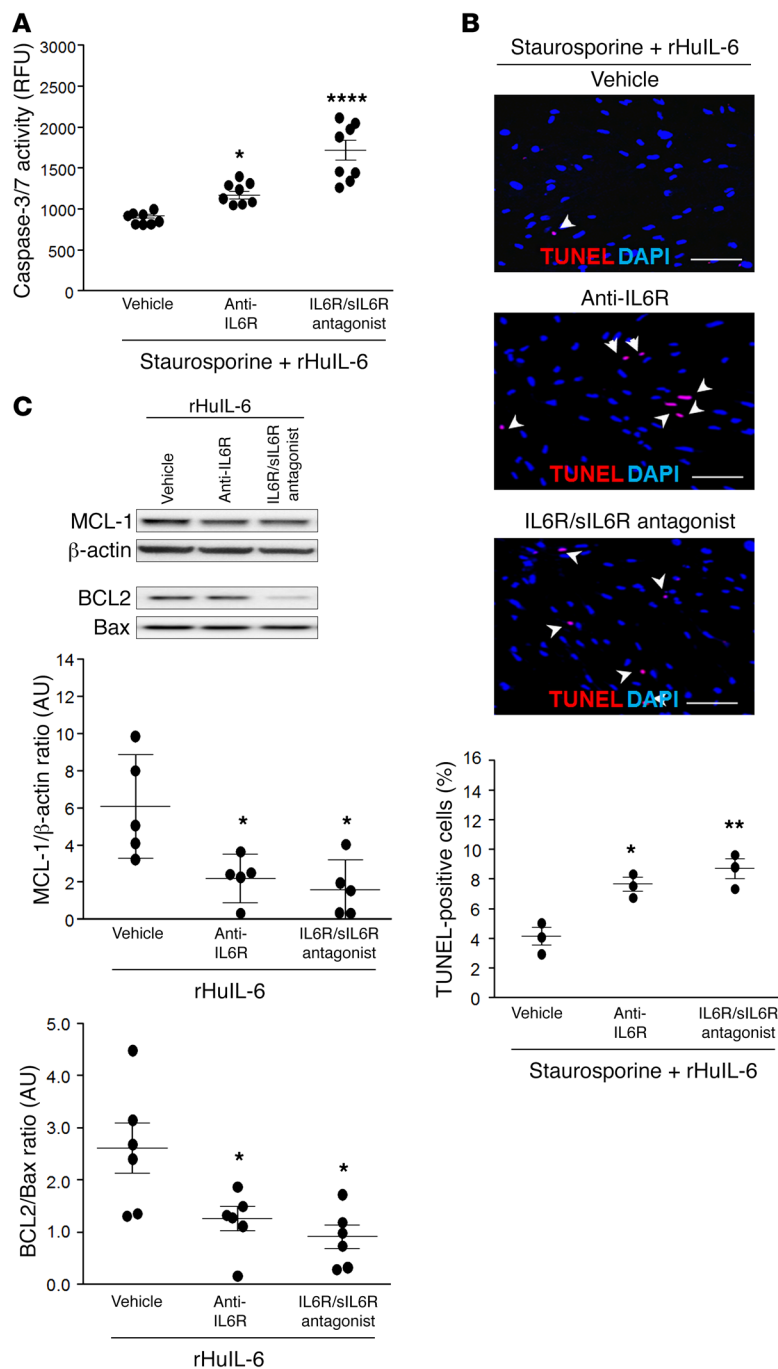 A
Caspase-3/7 activity (RFU)
3000
2500
2000
1500
1000
500
0
*
****
Vehicle
Anti-
IL6R
IL6R/sIL6R
antagonist
Staurosporine + rHuIL-6
B
Staurosporine + rHuIL-6
Vehicle
TUNEL DAPI
Anti-IL6R
TUNEL DAPI
IL6R/sIL6R antagonist
TUNEL DAPI
TUNEL-positive cells (%)
16
14
12
10
8
6
4
2
0
*
**
Vehicle
Anti-
IL6R
IL6R/sIL6R
antagonist
Staurosporine + rHuIL-6
C
rHuIL-6
Vehicle
Anti-IL6R
IL6R/sIL6R
antagonist
MCL-1
β-actin
BCL2
Bax
MCL-1/β-actin ratio (AU)
14
12
10
8
6
4
2
0
*
*
Vehicle
Anti-
IL6R
IL6R/sIL6R
antagonist
rHuIL-6
BCL2/Bax ratio (AU)
5.0
4.0
3.0
2.0
1.0
0.0
*
*
Vehicle
Anti-
IL6R
IL6R/sIL6R
antagonist
rHuIL-6